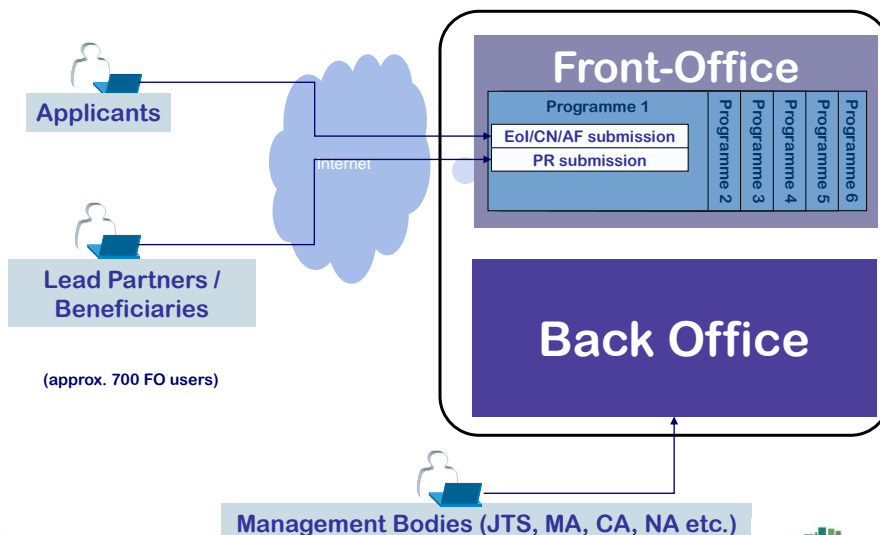 Front-Office
Applicants
Programme 1
EoI/CN/AF submission
PR submission
Programme 2
Programme 3
Programme 4
Programme 5
Programme 6
Internet
Lead Partners /
Beneficiaries
(approx. 700 FO users)
Back Office
Management Bodies (JTS, MA, CA, NA etc.)